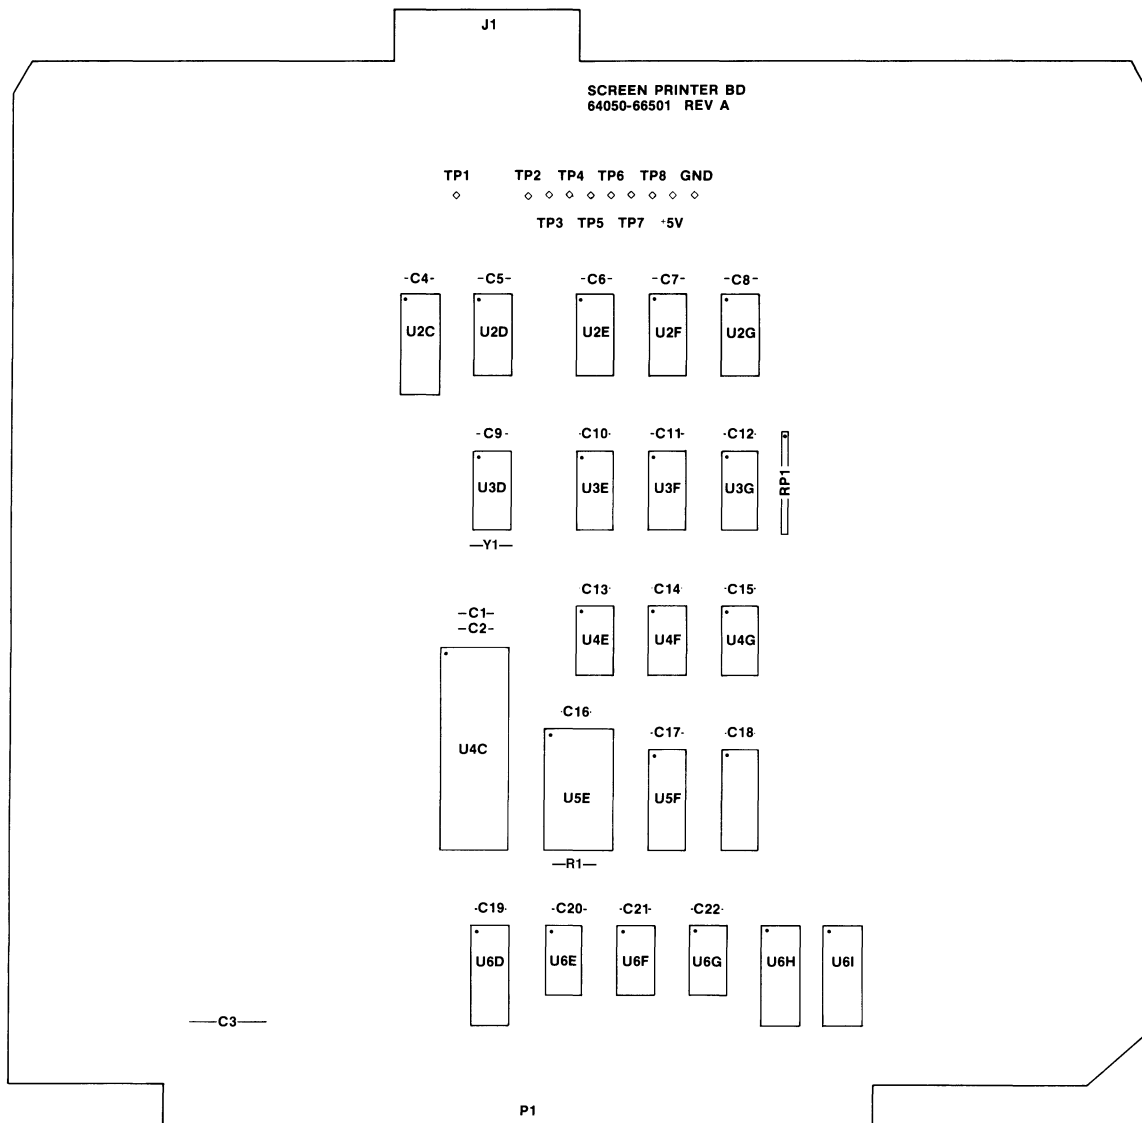 J1
SCREEN PRINTER BD
64050-66501 REV A
TP1 TP2 TP4 TP6 TP8 GND
TP3 TP5 TP7 +5V
-C4- -C5- -C6- -C7- -C8-
U2C U2D U2E U2F U2G
-C9- -C10- -C11- -C12-
U3D U3E U3F U3G RP1
—Y1—
C13- -C14- -C15-
—C1—
—C2—
U4E U4F U4G
-C16-
-C17- -C18-
U4C
U5E U5F
—R1—
-C19- -C20- -C21- -C22-
U6D U6E U6F U6G U6H U6I
—C3—
P1